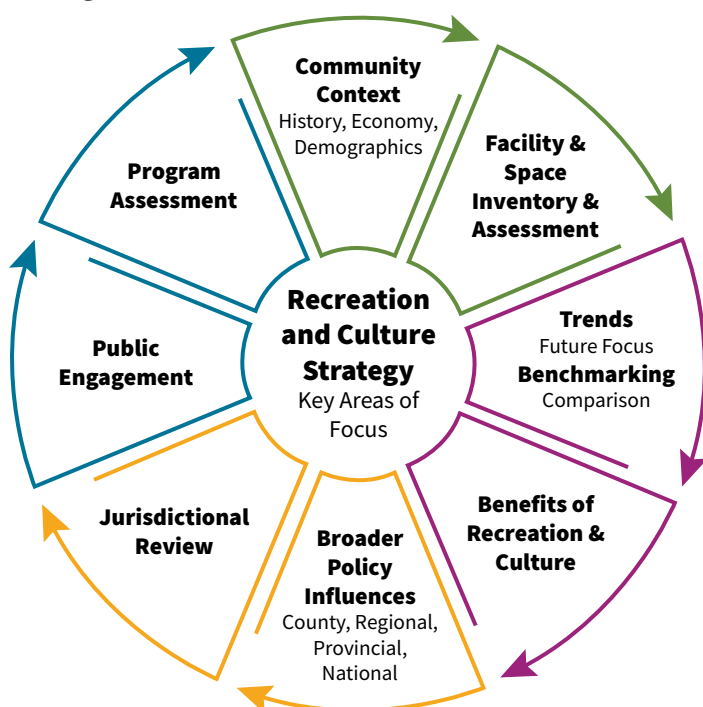 Community
Context
History, Economy,
Demographics
Facility &
Space
Inventory &
Assessment
Trends
Future Focus
Benchmarking
Comparison
Benefits of
Recreation &
Culture
Broader
Policy
Influences
County, Regional,
Provincial,
National
Jurisdictional
Review
Public
Engagement
Program
Assessment
Recreation
and Culture
Strategy
Key Areas of
Focus